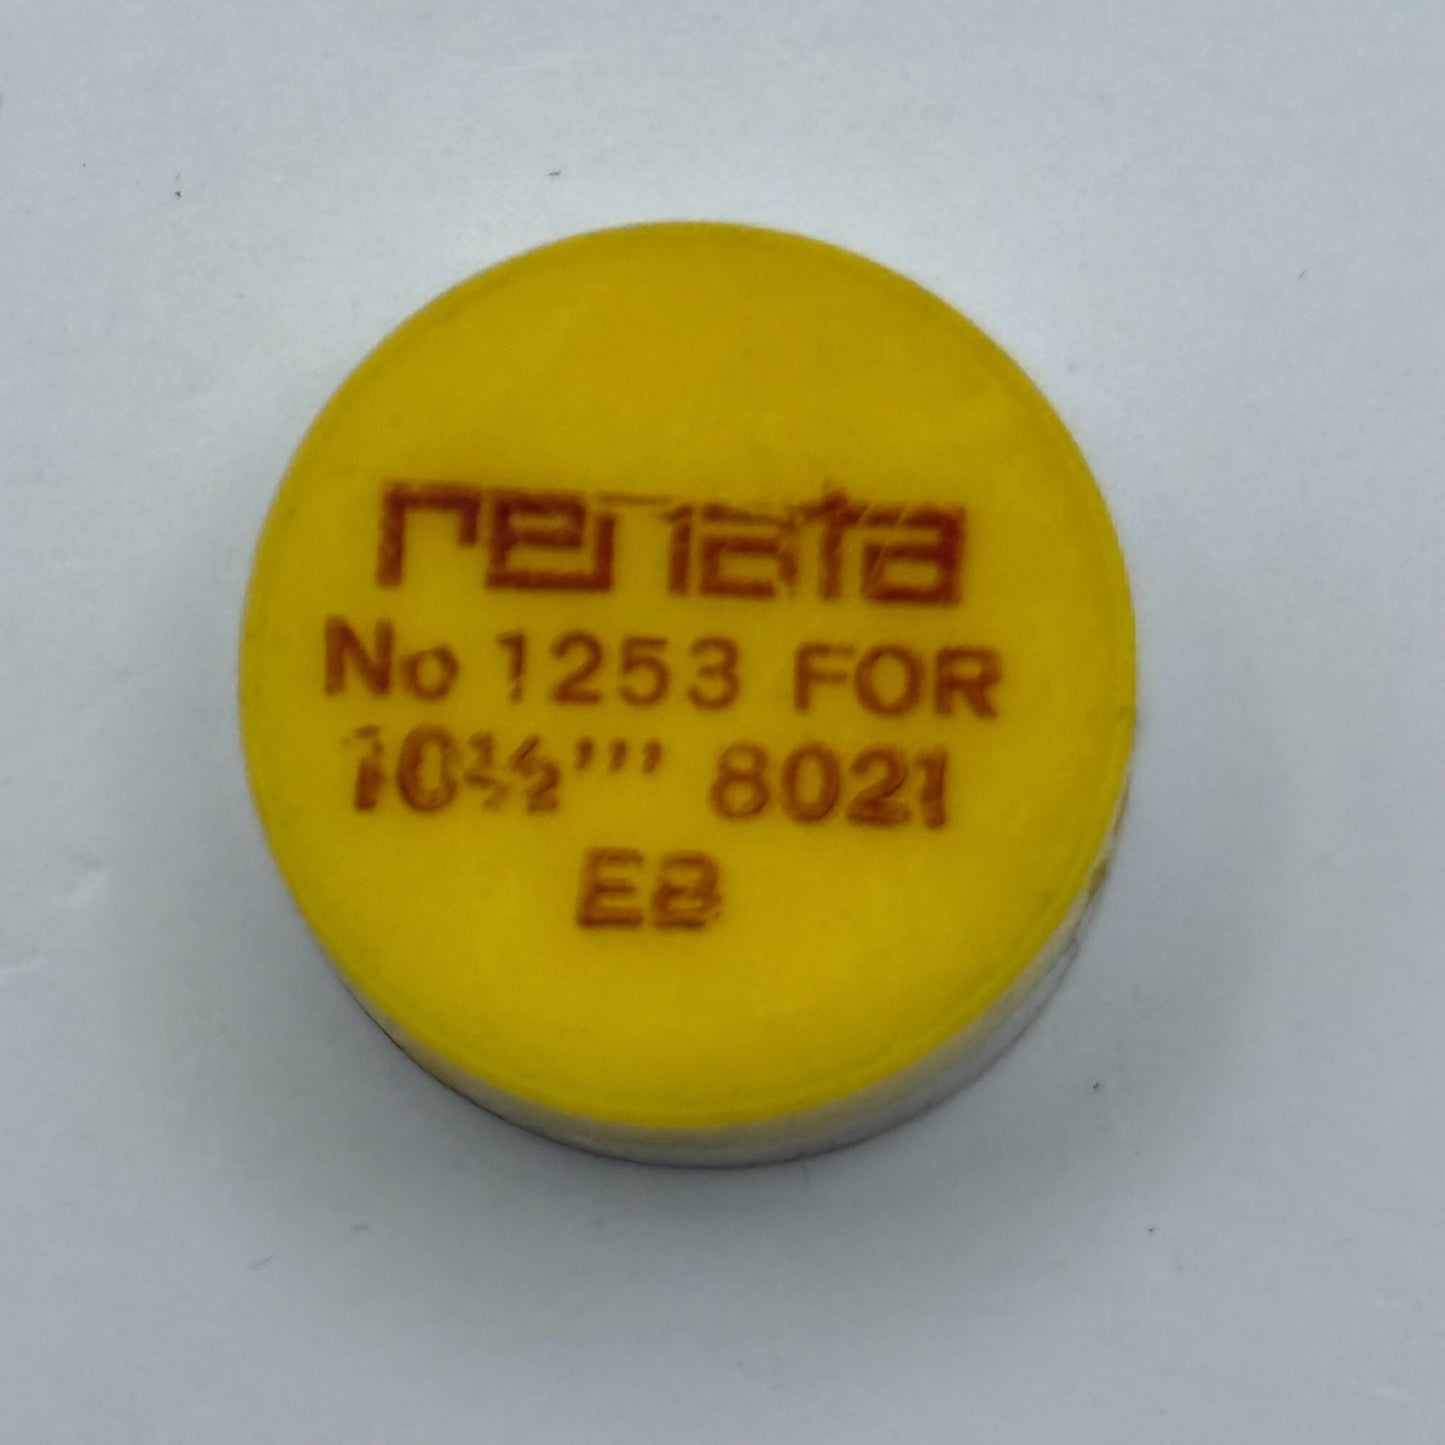 renata
No 1253 FOR
10½''' 8021
EB